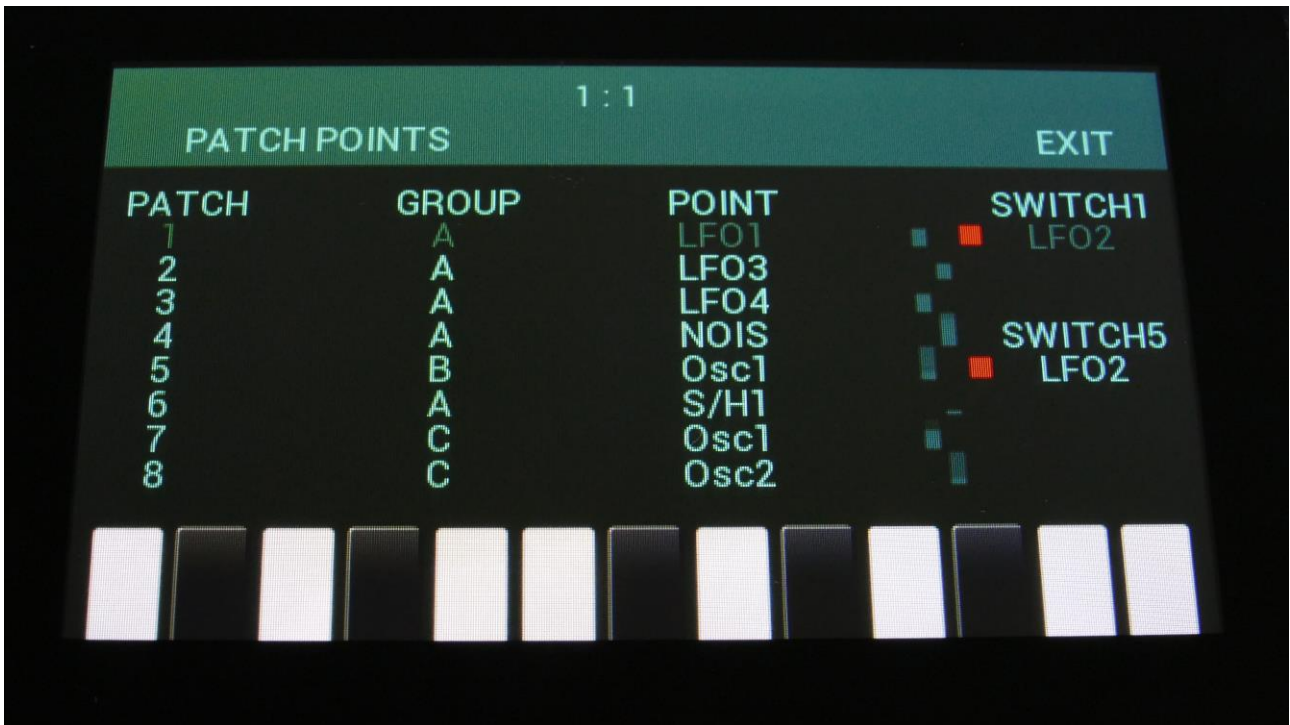 1 : 1
PATCH POINTS EXIT
PATCH GROUP POINT SWITCH1
1 A LFO1 LFO2
2 A LFO3
3 A LFO4
4 A NOIS SWITCH5
5 B Osc1 LFO2
6 A S/H1
7 C Osc1
8 C Osc2